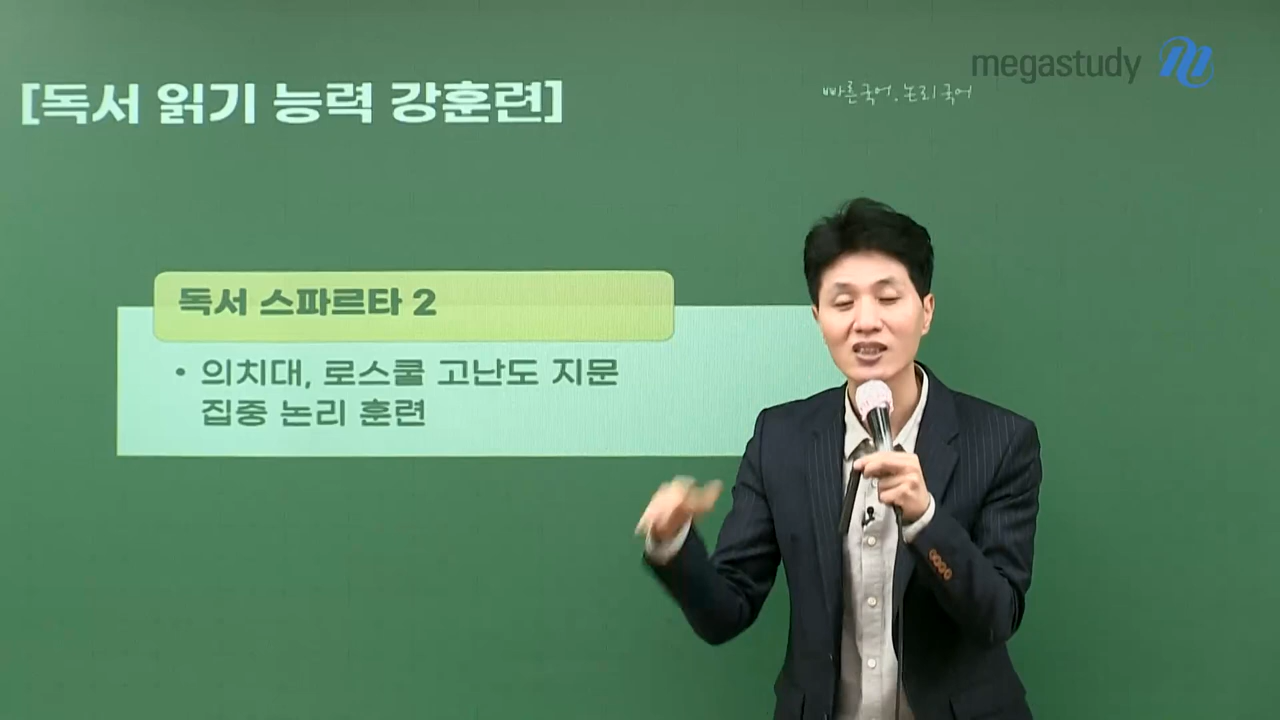 megastudy
빠른국어, 논리국어
[독서 읽기 능력 강훈련]
독서 스파르타 2
• 의치대, 로스쿨 고난도 지문
집중 논리 훈련